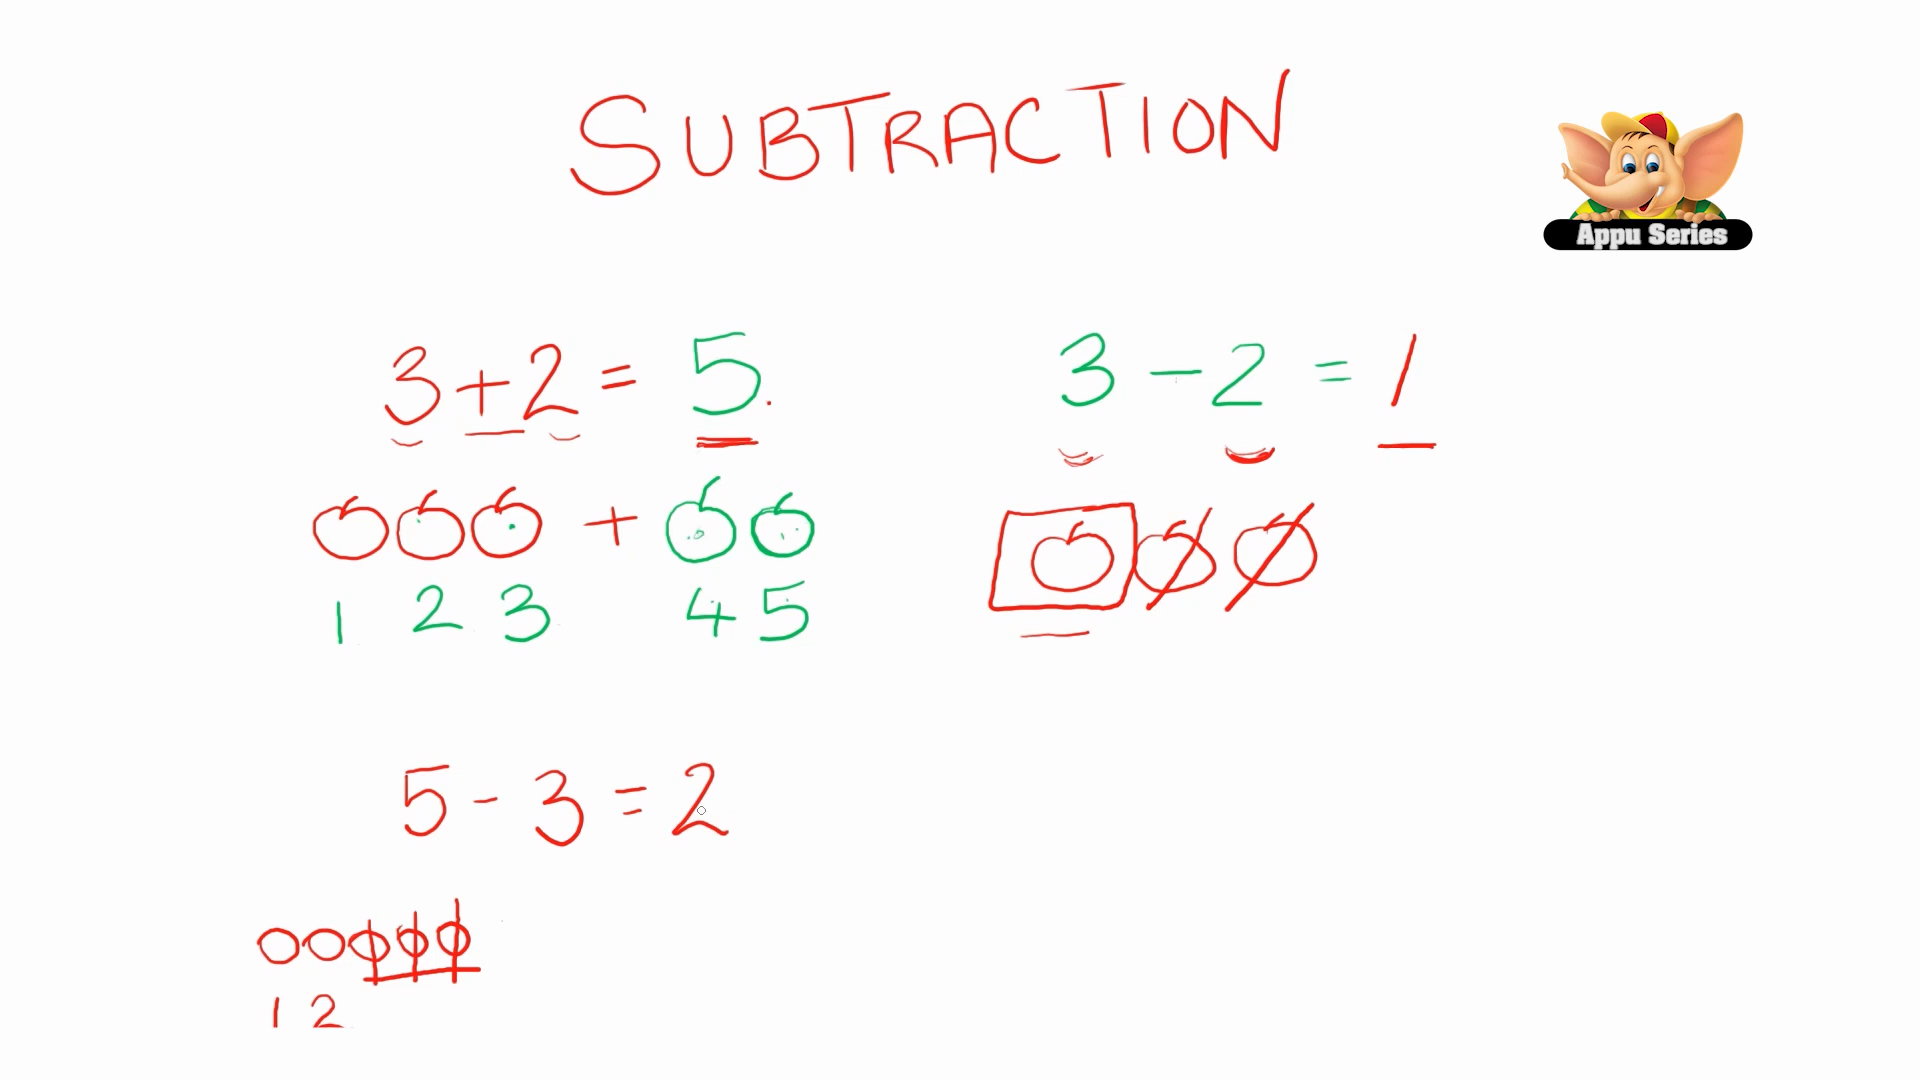 SUBTRACTION
Appu Series
3 + 2 = 5.
3 - 2 = 1
+
1 2 3 4 5
5 - 3 = 2
1 2